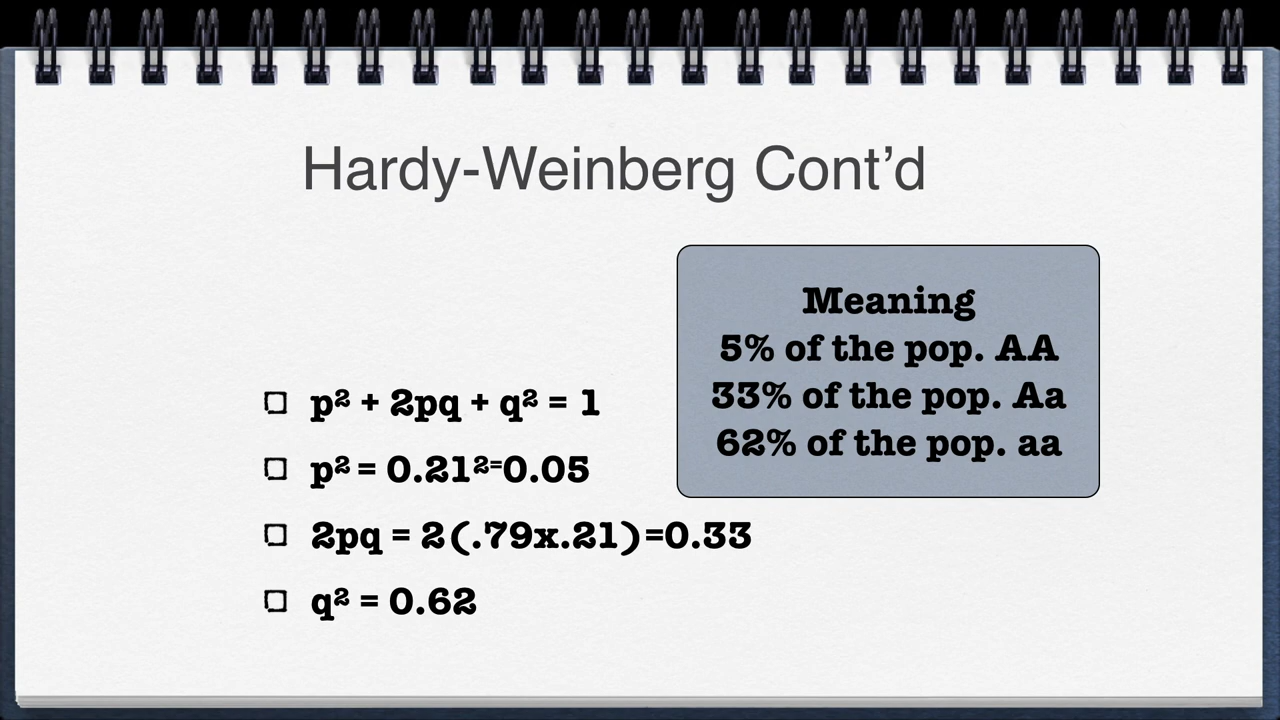 Hardy-Weinberg Cont’d
Meaning
5% of the pop. AA
33% of the pop. Aa
62% of the pop. aa
p² + 2pq + q² = 1
p² = 0.21²⁼0.05
2pq = 2(.79x.21)=0.33
q² = 0.62